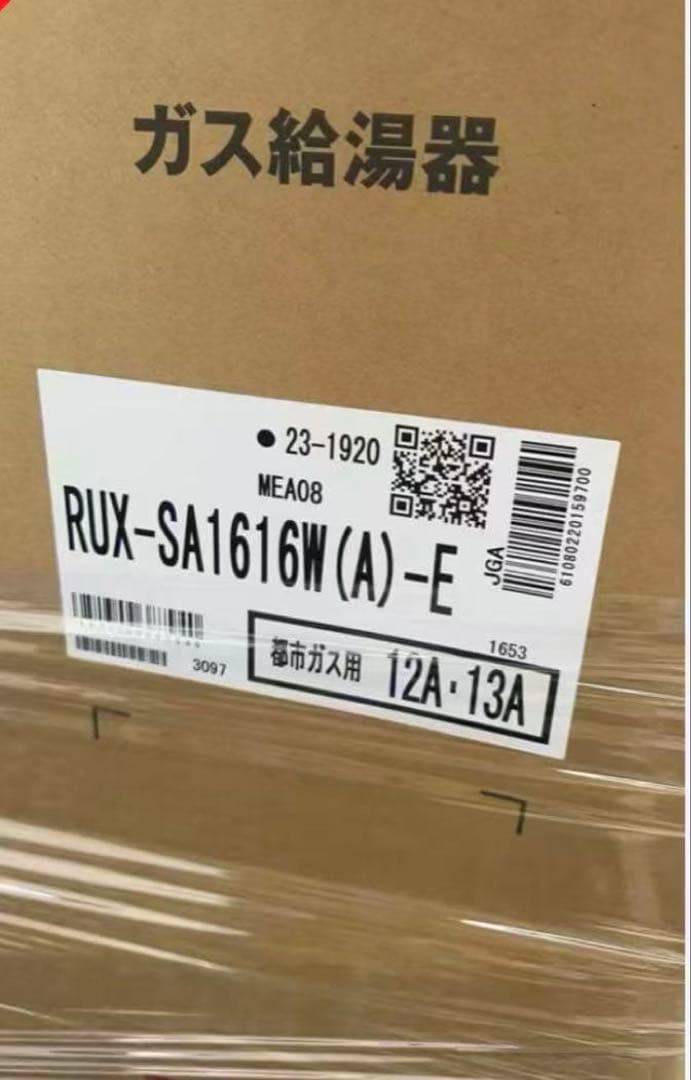 ガス給湯器
● 23-1920
MEA08
RUX-SA1616W(A)-E
JGA
61080220159700
3097
1653
都市ガス用 12A・13A